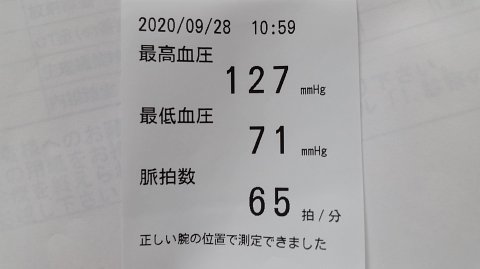 2020/09/28 10:59
最高血圧
127 mmHg
最低血圧
71 mmHg
脈拍数
65 拍/分
正しい腕の位置で測定できました